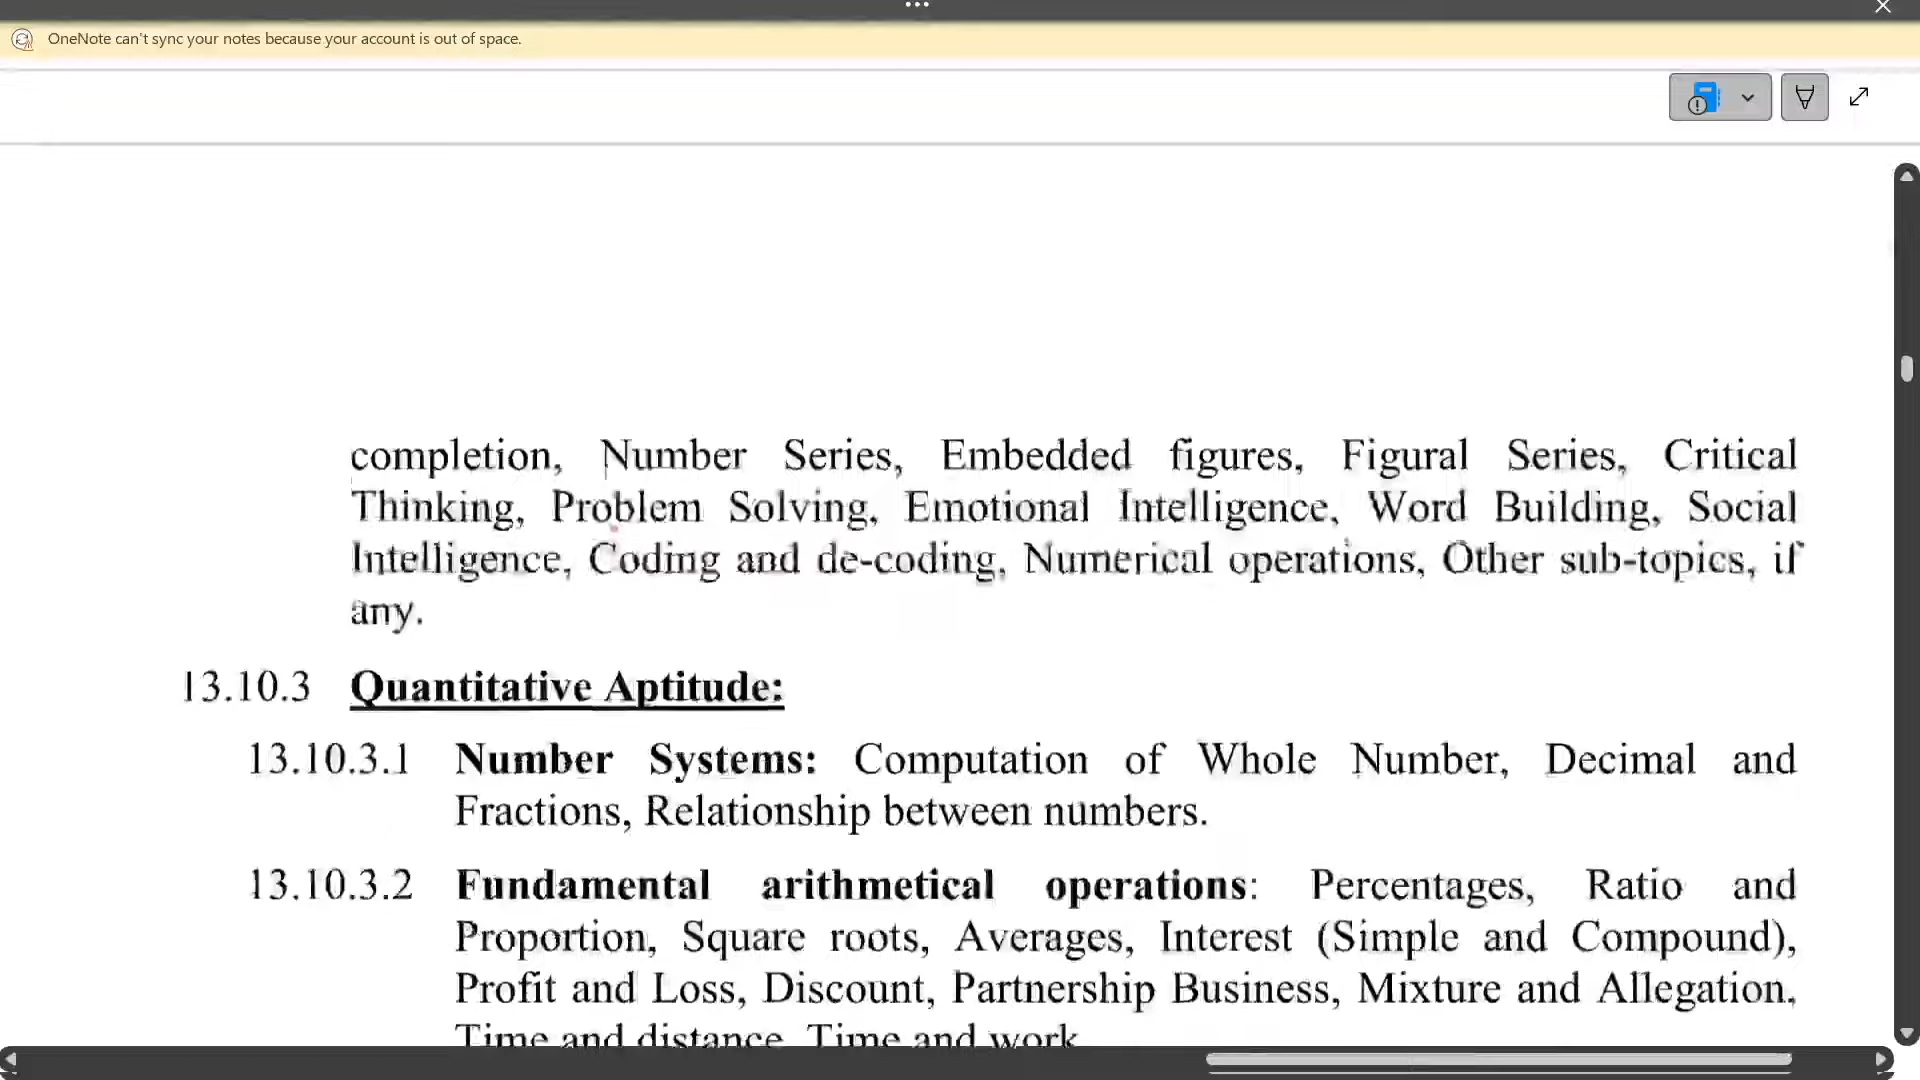 OneNote can't sync your notes because your account is out of space.
completion, Number Series, Embedded figures, Figural Series, Critical
Thinking, Problem Solving, Emotional Intelligence, Word Building, Social
Intelligence, Coding and de-coding, Numerical operations, Other sub-topics, if
any.
13.10.3 Quantitative Aptitude:
13.10.3.1 Number Systems: Computation of Whole Number, Decimal and
Fractions, Relationship between numbers.
13.10.3.2 Fundamental arithmetical operations: Percentages, Ratio and
Proportion, Square roots, Averages, Interest (Simple and Compound),
Profit and Loss, Discount, Partnership Business, Mixture and Allegation,
Time and distance, Time and work